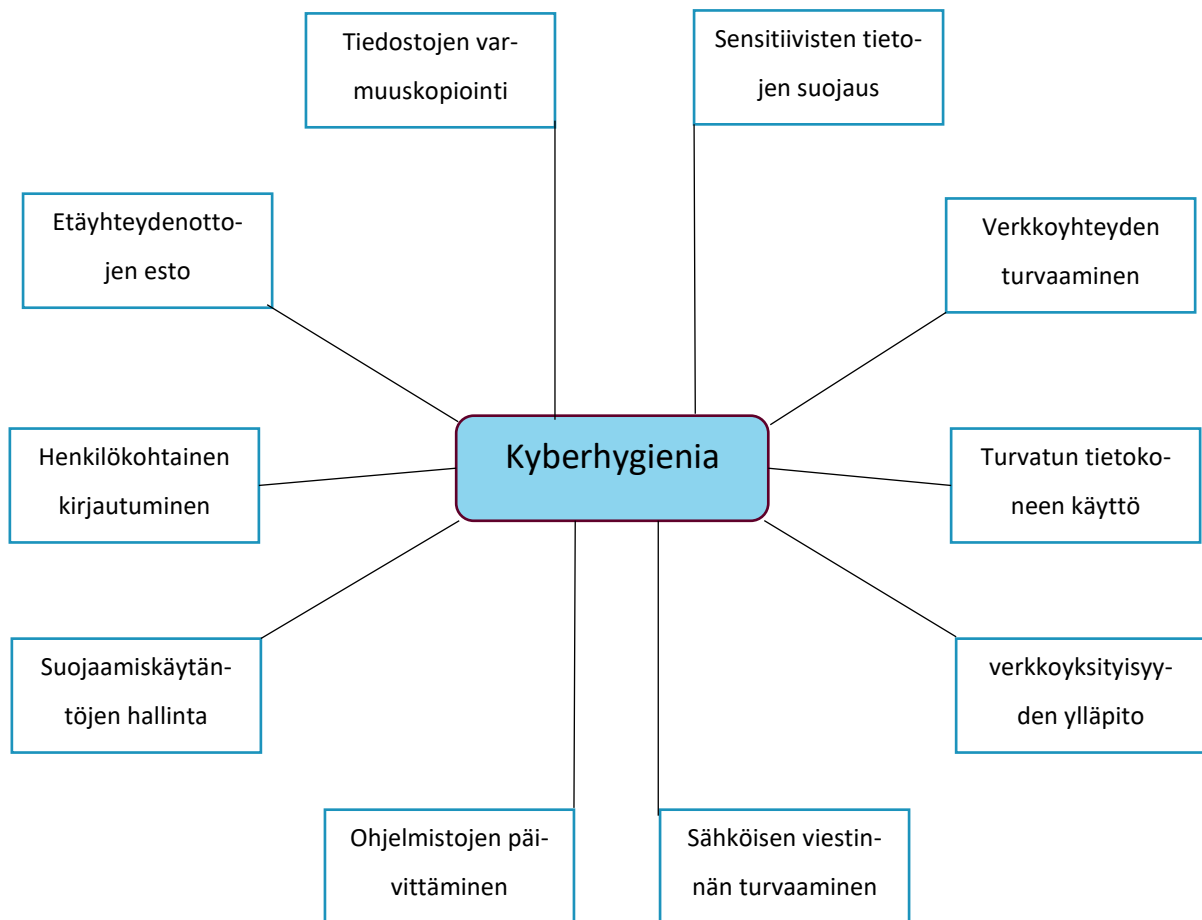 Tiedostojen var-
muuskopiointi
Sensitiivisten tieto-
jen suojaus
Etäyhteydenotto-
jen esto
Verkkoyhteyden
turvaaminen
Kyberhygienia
Henkilökohtainen
kirjautuminen
Turvatun tietoko-
neen käyttö
Suojaamiskäytän-
töjen hallinta
verkkoyksityisyy-
den ylläpito
Ohjelmistojen päi-
vittäminen
Sähköisen viestin-
nän turvaaminen